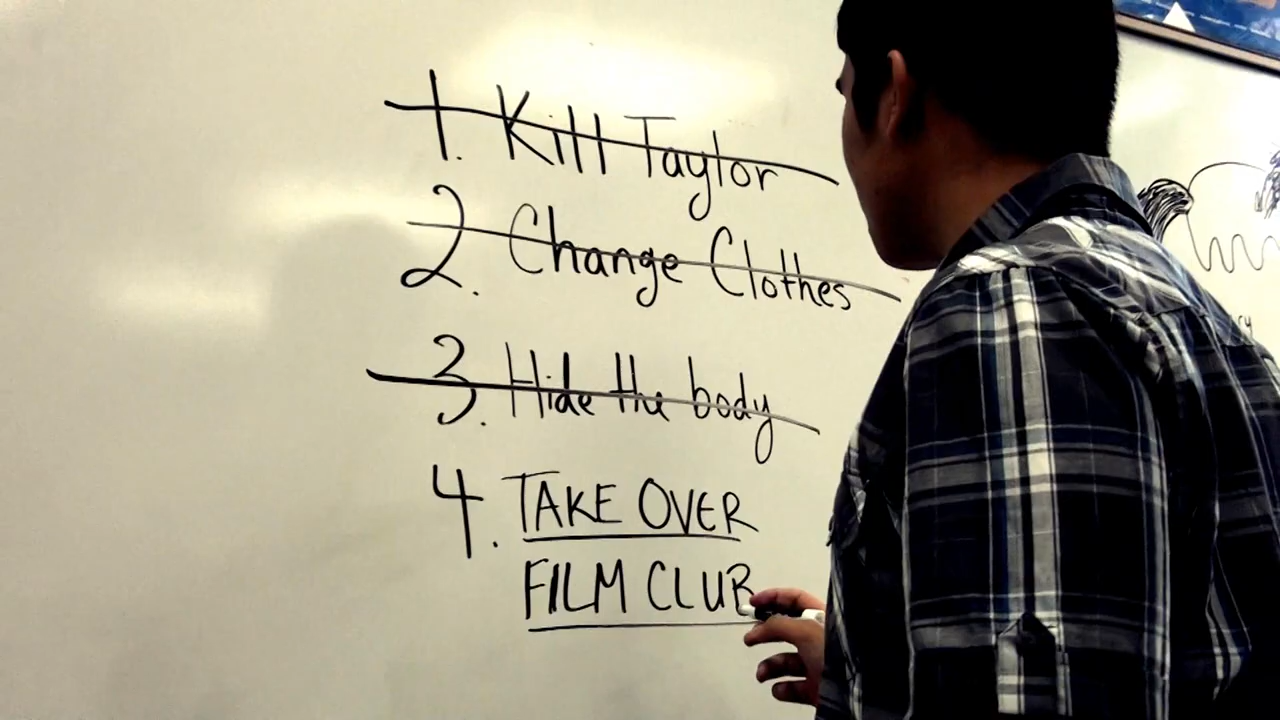 1. Kill Taylor
2. Change Clothes
3. Hide the body
4. TAKE OVER
FILM CLUB